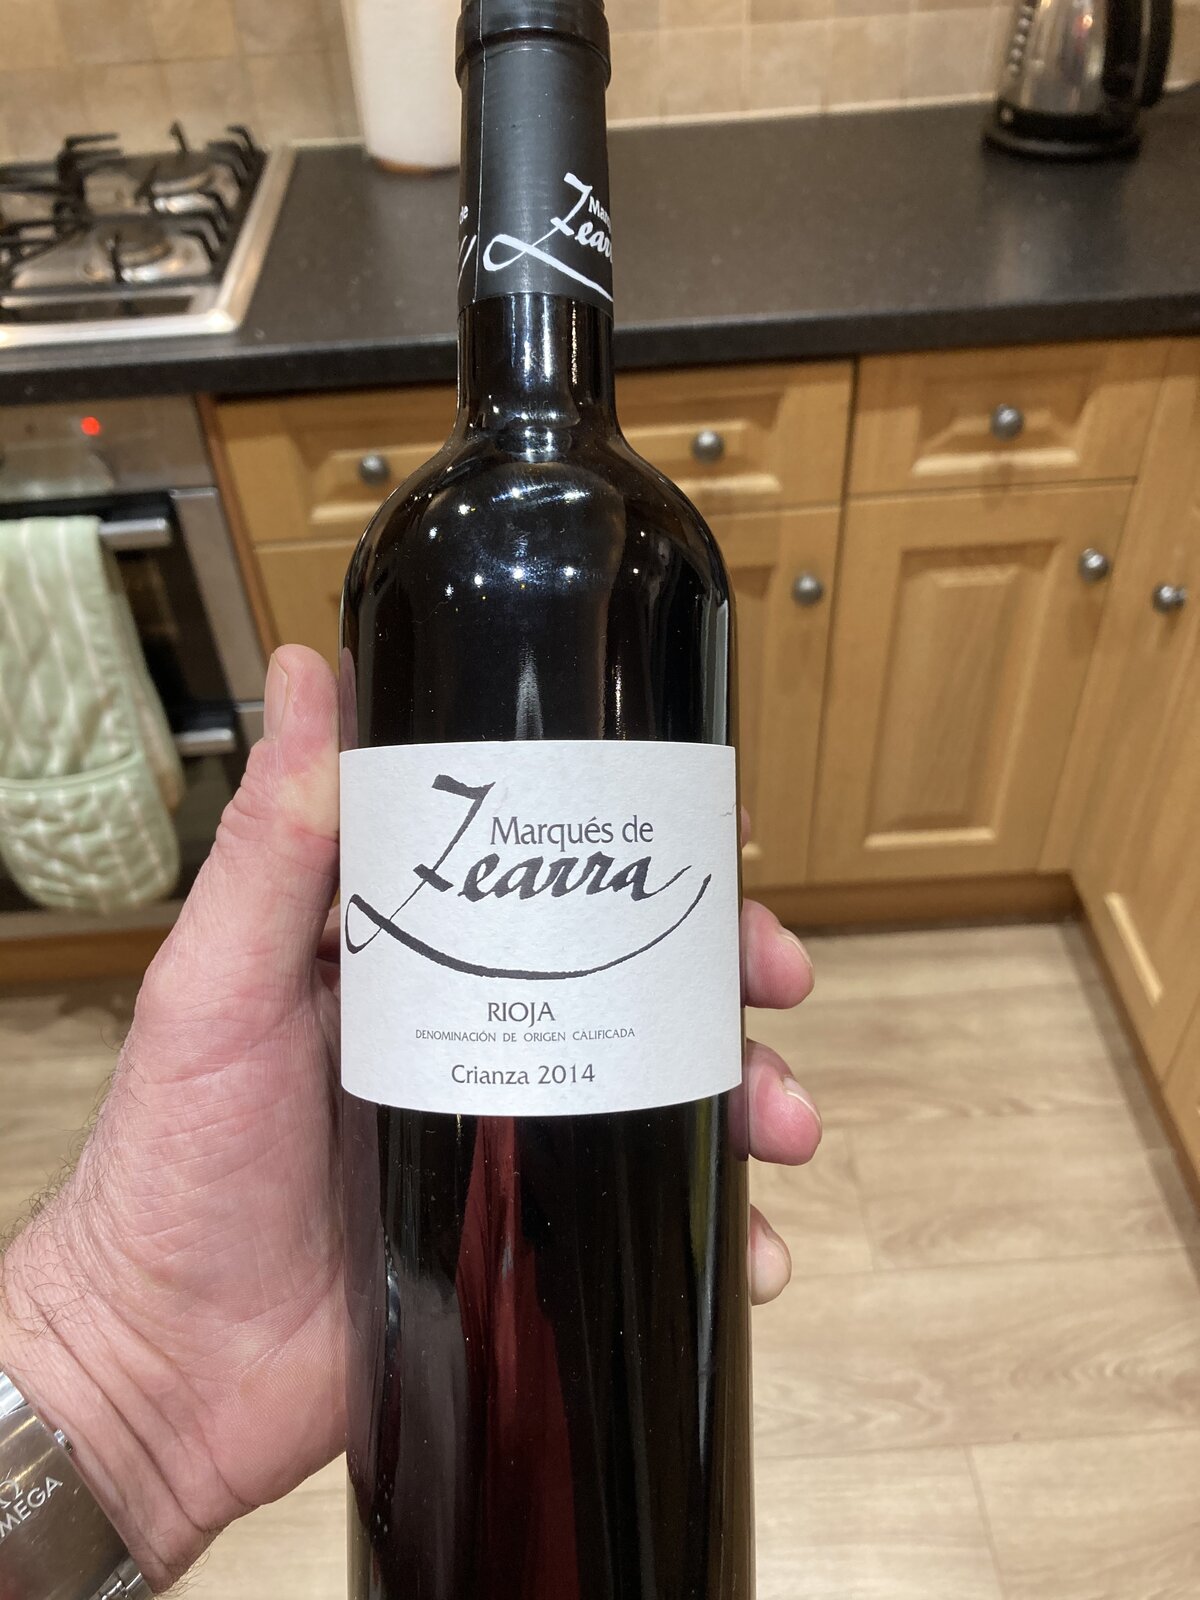 Marqués de
Zearra
RIOJA
DENOMINACIÓN DE ORIGEN CALIFICADA
Crianza 2014